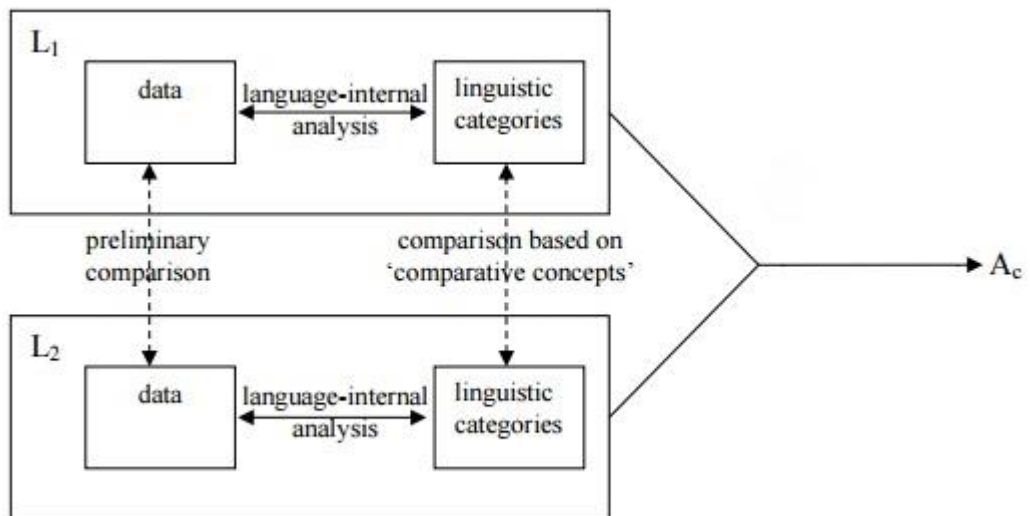 L₁
data
language-internal
analysis
linguistic
categories
preliminary
comparison
comparison based on
‘comparative concepts’
A꜀
L₂
data
language-internal
analysis
linguistic
categories